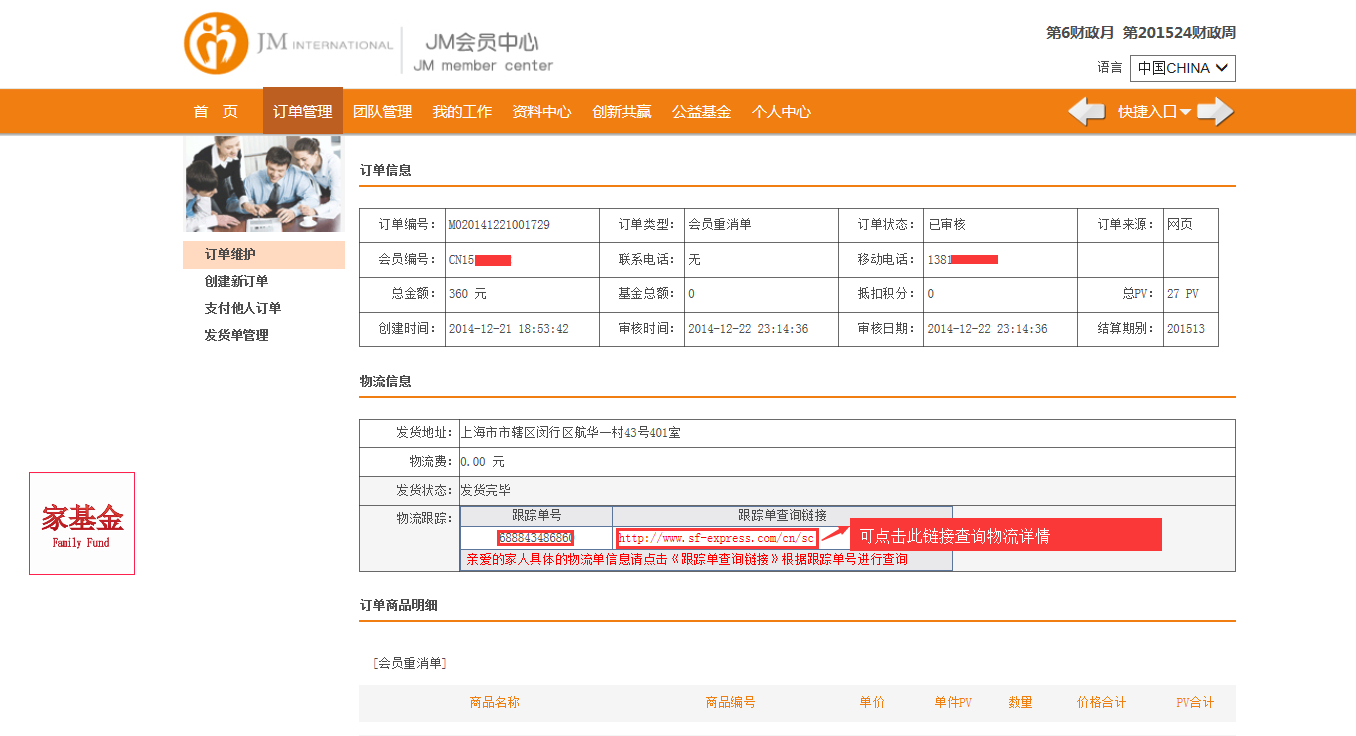 JM INTERNATIONAL JM会员中心
JM member center
第6财政月 第201524财政周
语言 中国CHINA
首 页 订单管理 团队管理 我的工作 资料中心 创新共赢 公益基金 个人中心 快捷入口
订单维护
创建新订单
支付他人订单
发货单管理
家基金
Family Fund
订单信息
订单编号: MO20141221001729 订单类型: 会员重消单 订单状态: 已审核 订单来源: 网页
会员编号: CN15 联系电话: 无 移动电话: 1381
总金额: 360 元 基金总额: 0 抵扣积分: 0 总PV: 27 PV
创建时间: 2014-12-21 18:53:42 审核时间: 2014-12-22 23:14:36 审核日期: 2014-12-22 23:14:36 结算期别: 201513
物流信息
发货地址: 上海市市辖区闵行区航华一村43号401室
物流费: 0.00 元
发货状态: 发货完毕
物流跟踪: 跟踪单号 跟踪单查询链接
688843486860 http://www.sf-express.com/cn/sc 可点击此链接查询物流详情
亲爱的家人具体的物流单信息请点击《跟踪单查询链接》根据跟踪单号进行查询
订单商品明细
[会员重消单]
商品名称 商品编号 单价 单件PV 数量 价格合计 PV合计